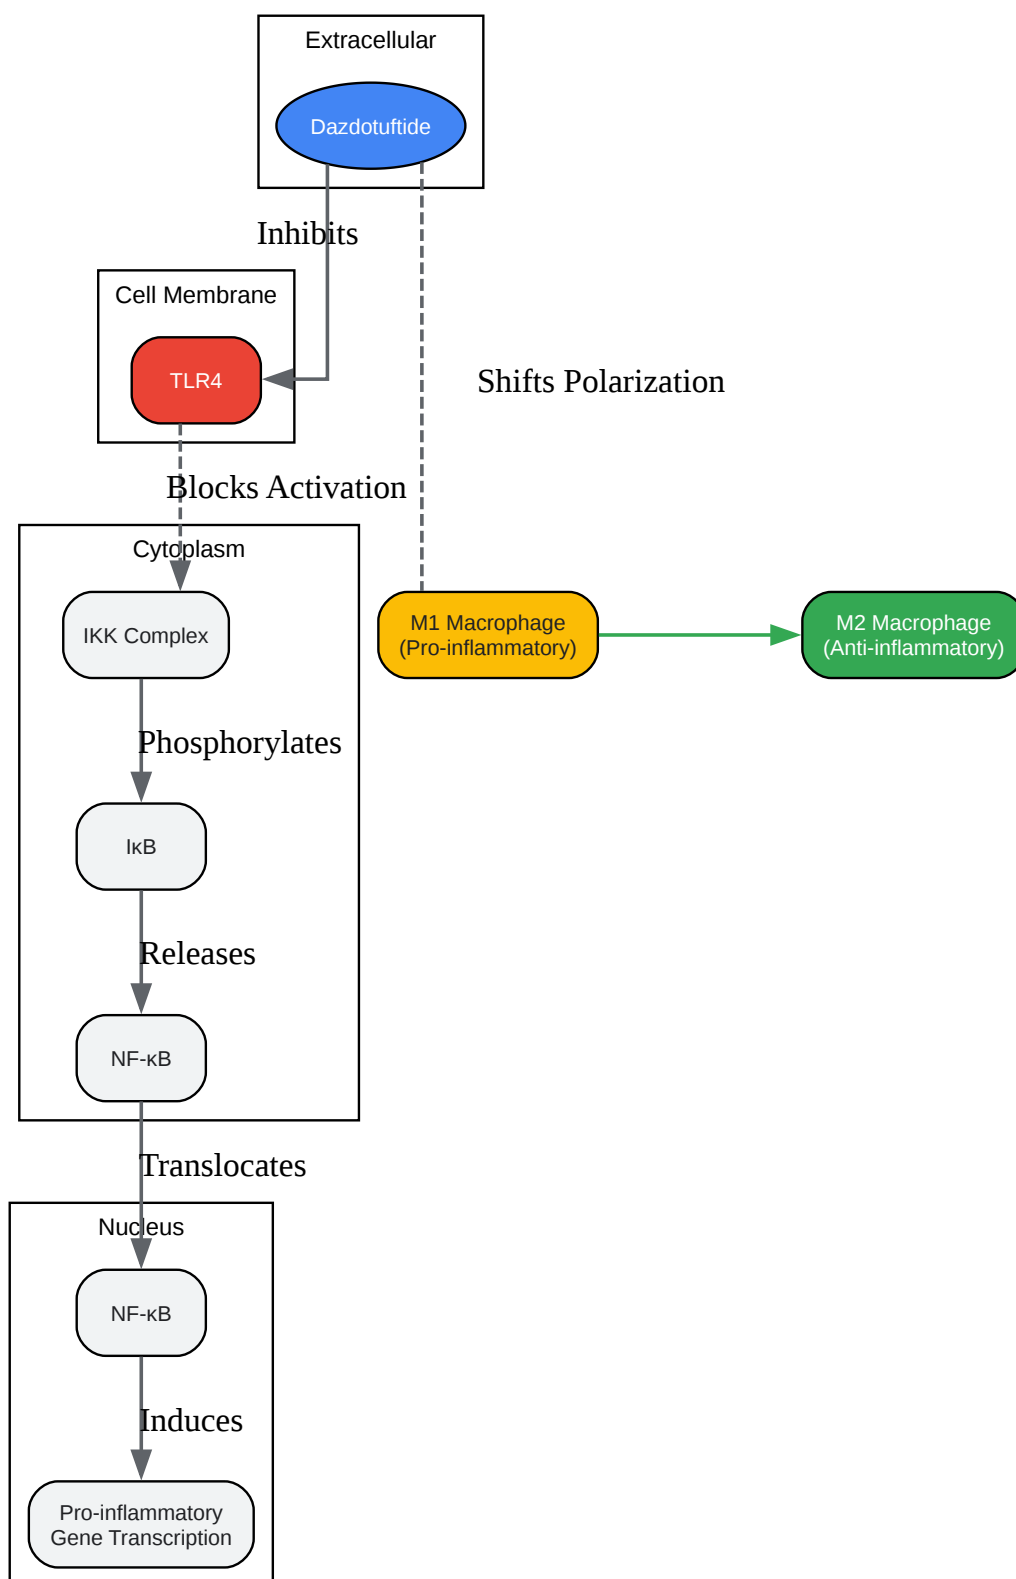 Extracellular
Dazdotuftide
Inhibits
Cell Membrane
TLR4
Shifts Polarization
Blocks Activation
Cytoplasm
IKK Complex
M1 Macrophage
(Pro-inflammatory)
M2 Macrophage
(Anti-inflammatory)
Phosphorylates
IκB
Releases
NF-κB
Translocates
Nucleus
NF-κB
Induces
Pro-inflammatory
Gene Transcription